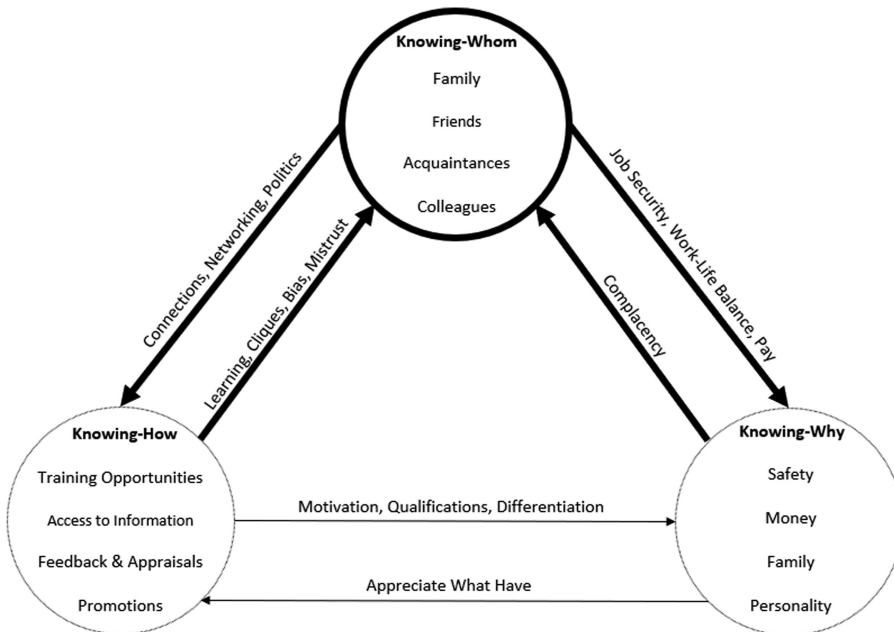 Knowing-Whom
Family
Friends
Acquaintances
Colleagues
Connections, Networking, Politics
Learning, Cliques, Bias, Mistrust
Job Security, Work-Life Balance, Pay
Complacency
Knowing-How
Training Opportunities
Access to Information
Feedback & Appraisals
Promotions
Motivation, Qualifications, Differentiation
Appreciate What Have
Knowing-Why
Safety
Money
Family
Personality